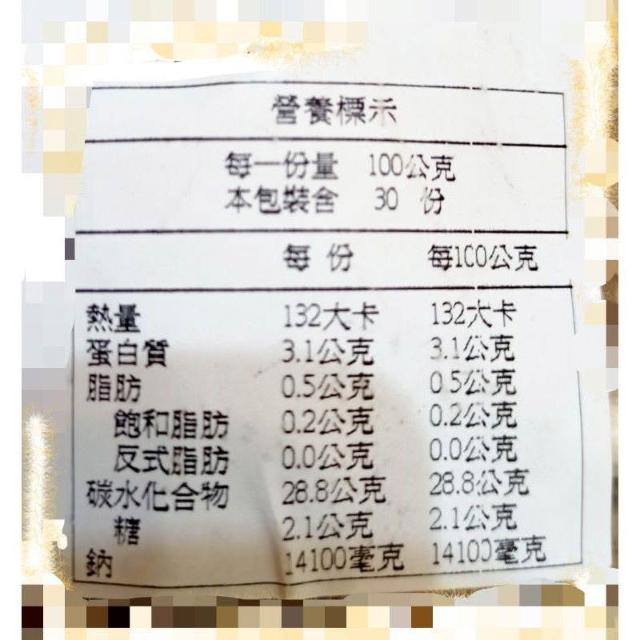 營養標示
每一份量 100公克
本包裝含 30 份
每份 每100公克
熱量 132大卡 132大卡
蛋白質 3.1公克 3.1公克
脂肪 0.5公克 0.5公克
飽和脂肪 0.2公克 0.2公克
反式脂肪 0.0公克 0.0公克
碳水化合物 28.8公克 28.8公克
糖 2.1公克 2.1公克
鈉 14100毫克 14100毫克